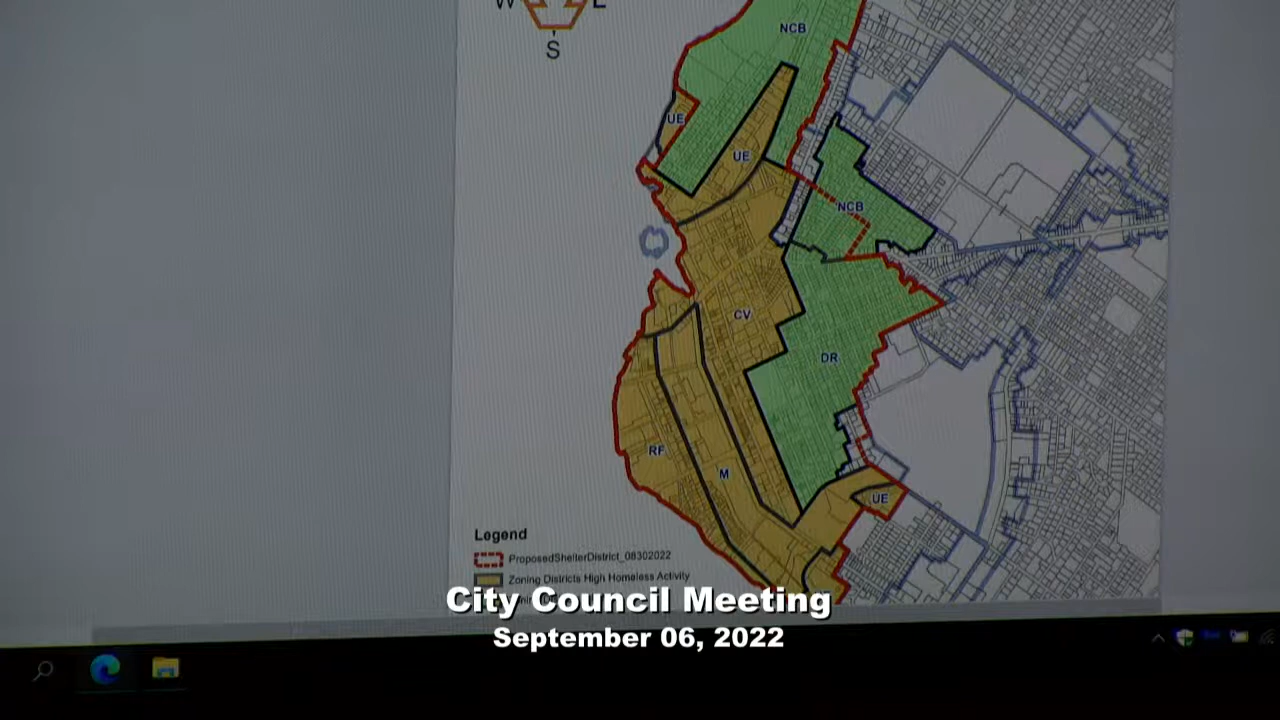 W E
S
NCB
UE
UE
NCB
CV
DR
RF
M
UE
Legend
ProposedShelterDistrict_08302022
Zoning Districts High Homeless Activity
City Council Meeting
September 06, 2022